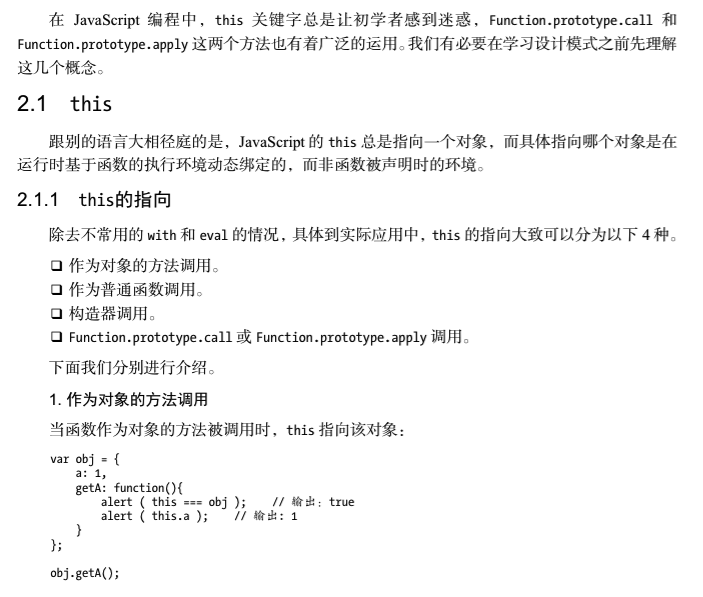 在 JavaScript 编程中，this 关键字总是让初学者感到迷惑，Function.prototype.call 和
Function.prototype.apply 这两个方法也有着广泛的运用。我们有必要在学习设计模式之前先理解
这几个概念。
2.1 this
跟别的语言大相径庭的是，JavaScript 的 this 总是指向一个对象，而具体指向哪个对象是在
运行时基于函数的执行环境动态绑定的，而非函数被声明时的环境。
2.1.1 this的指向
除去不常用的 with 和 eval 的情况，具体到实际应用中，this 的指向大致可以分为以下 4 种。
❑ 作为对象的方法调用。
❑ 作为普通函数调用。
❑ 构造器调用。
❑ Function.prototype.call 或 Function.prototype.apply 调用。
下面我们分别进行介绍。
1. 作为对象的方法调用
当函数作为对象的方法被调用时，this 指向该对象：
var obj = {
a: 1,
getA: function(){
alert ( this === obj ); // 输出：true
alert ( this.a ); // 输出: 1
}
};
obj.getA();